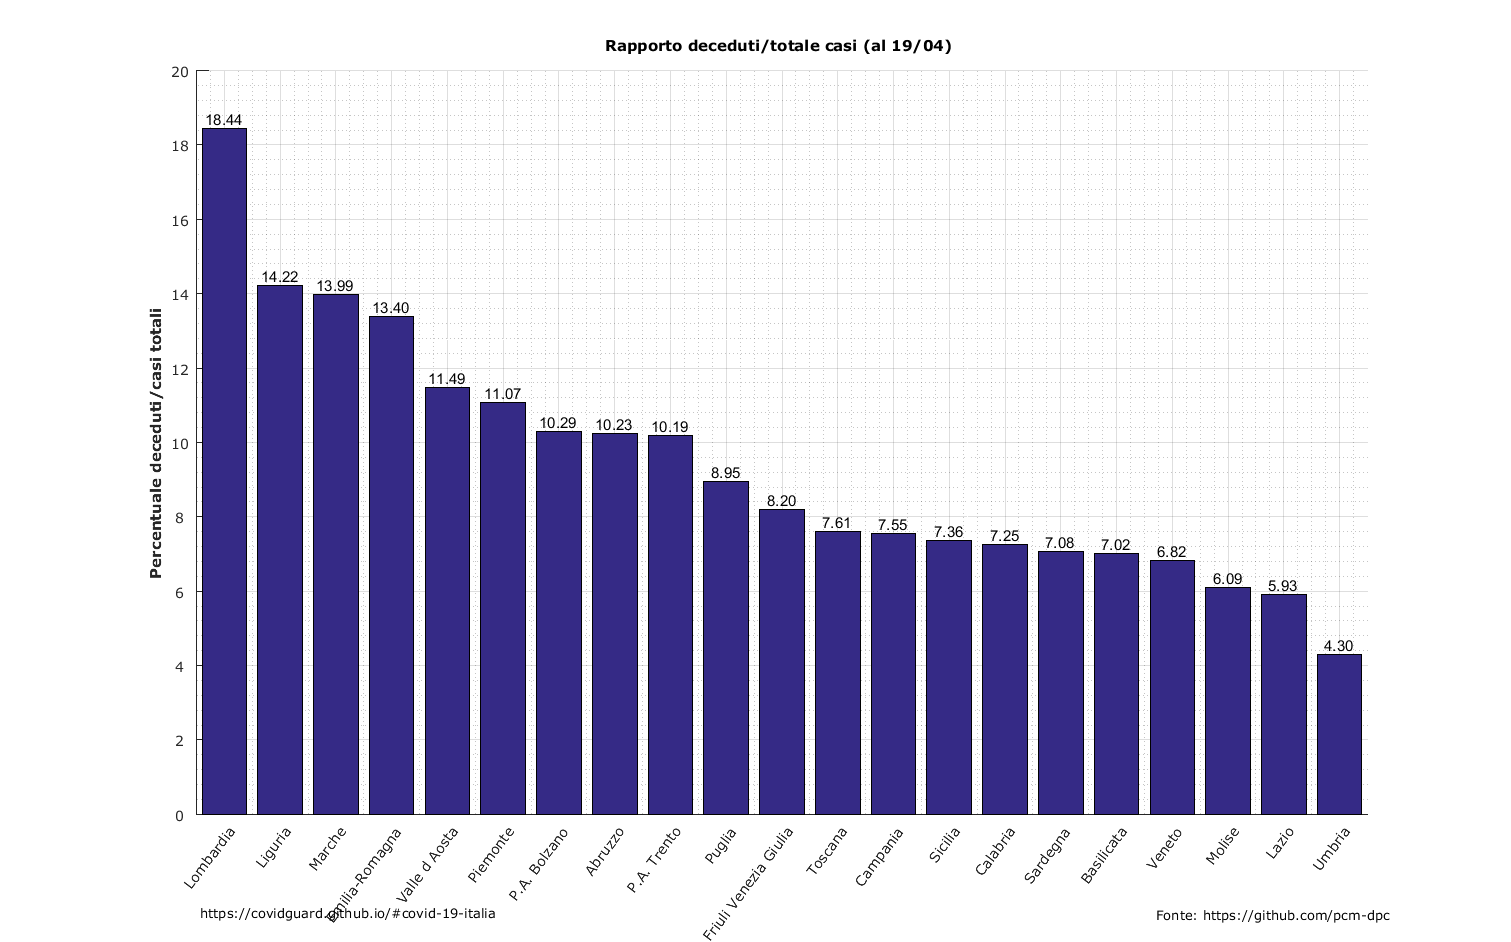 Rapporto deceduti/totale casi (al 19/04)
Percentuale deceduti/casi totali
20
18
16
14
12
10
8
6
4
2
0
18.44
14.22
13.99
13.40
11.49
11.07
10.29
10.23
10.19
8.95
8.20
7.61
7.55
7.36
7.25
7.08
7.02
6.82
6.09
5.93
4.30
Lombardia
Liguria
Marche
Emilia-Romagna
Valle d Aosta
Piemonte
P.A. Bolzano
Abruzzo
P.A. Trento
Puglia
Friuli Venezia Giulia
Toscana
Campania
Sicilia
Calabria
Sardegna
Basilicata
Veneto
Molise
Lazio
Umbria
https://covidguard.github.io/#covid-19-italia
Fonte: https://github.com/pcm-dpc